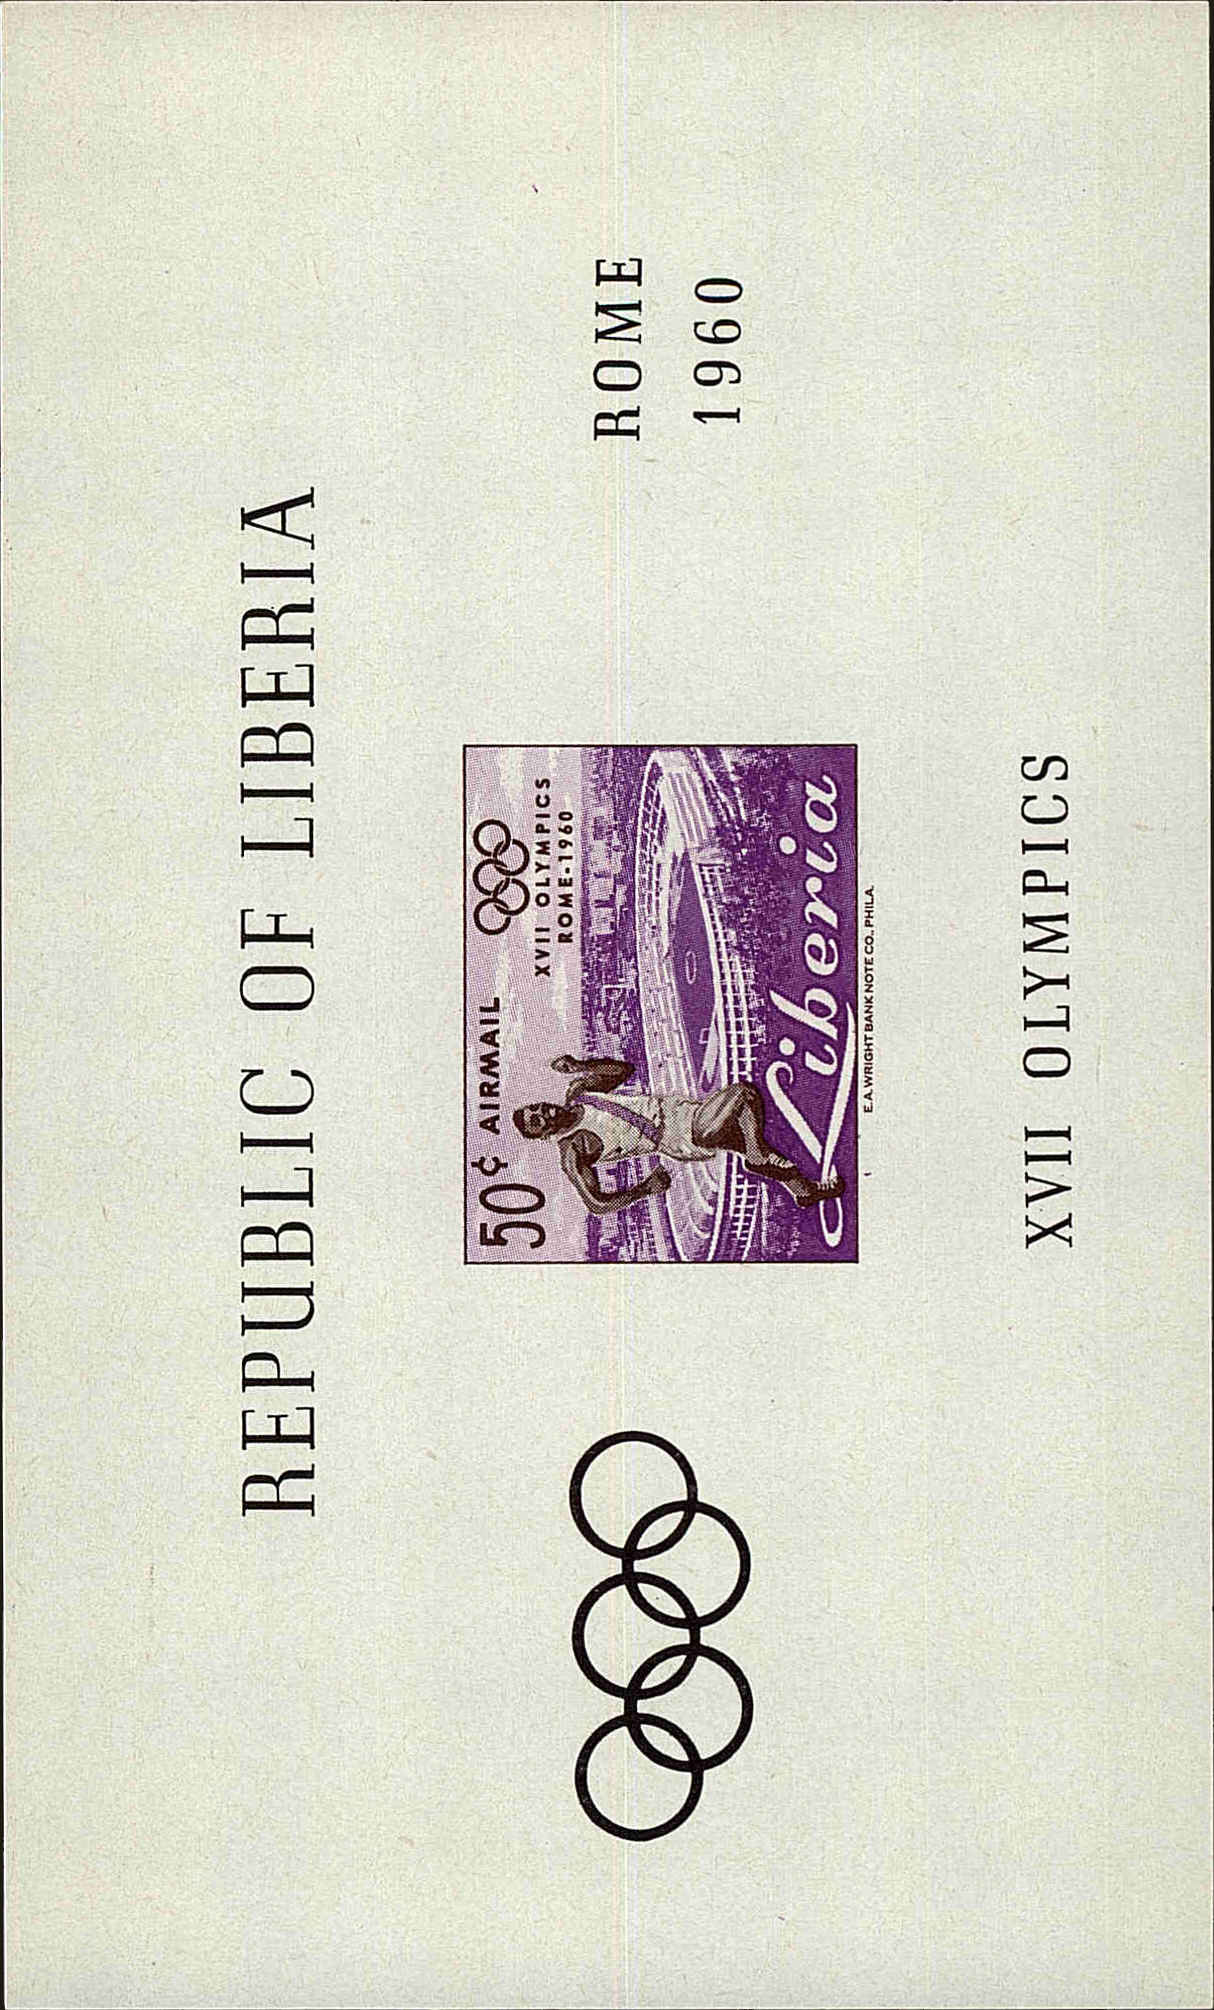 REPUBLIC OF LIBERIA
50¢ AIRMAIL
XVII OLYMPICS
ROME-1960
Liberia
E.A. WRIGHT BANK NOTE CO., PHILA.
ROME
1960
XVII OLYMPICS